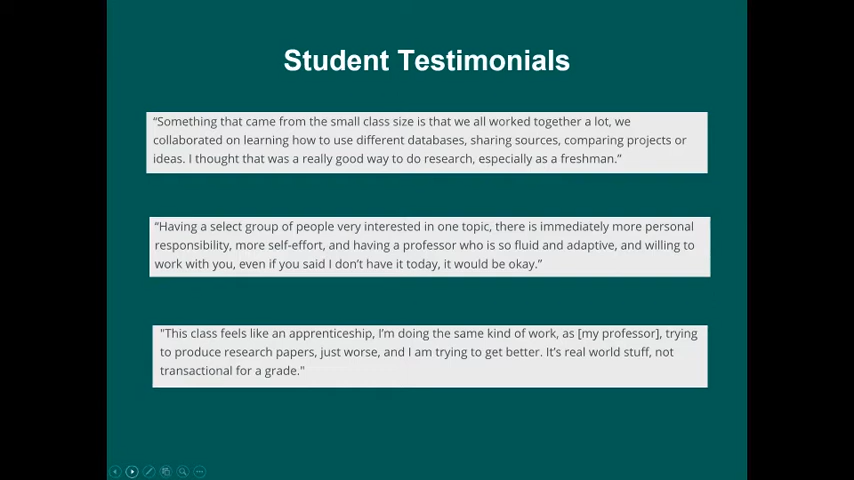 Student Testimonials
“Something that came from the small class size is that we all worked together a lot, we
collaborated on learning how to use different databases, sharing sources, comparing projects or
ideas. I thought that was a really good way to do research, especially as a freshman.”
“Having a select group of people very interested in one topic, there is immediately more personal
responsibility, more self-effort, and having a professor who is so fluid and adaptive, and willing to
work with you, even if you said I don’t have it today, it would be okay.”
"This class feels like an apprenticeship, I’m doing the same kind of work, as [my professor], trying
to produce research papers, just worse, and I am trying to get better. It’s real world stuff, not
transactional for a grade."